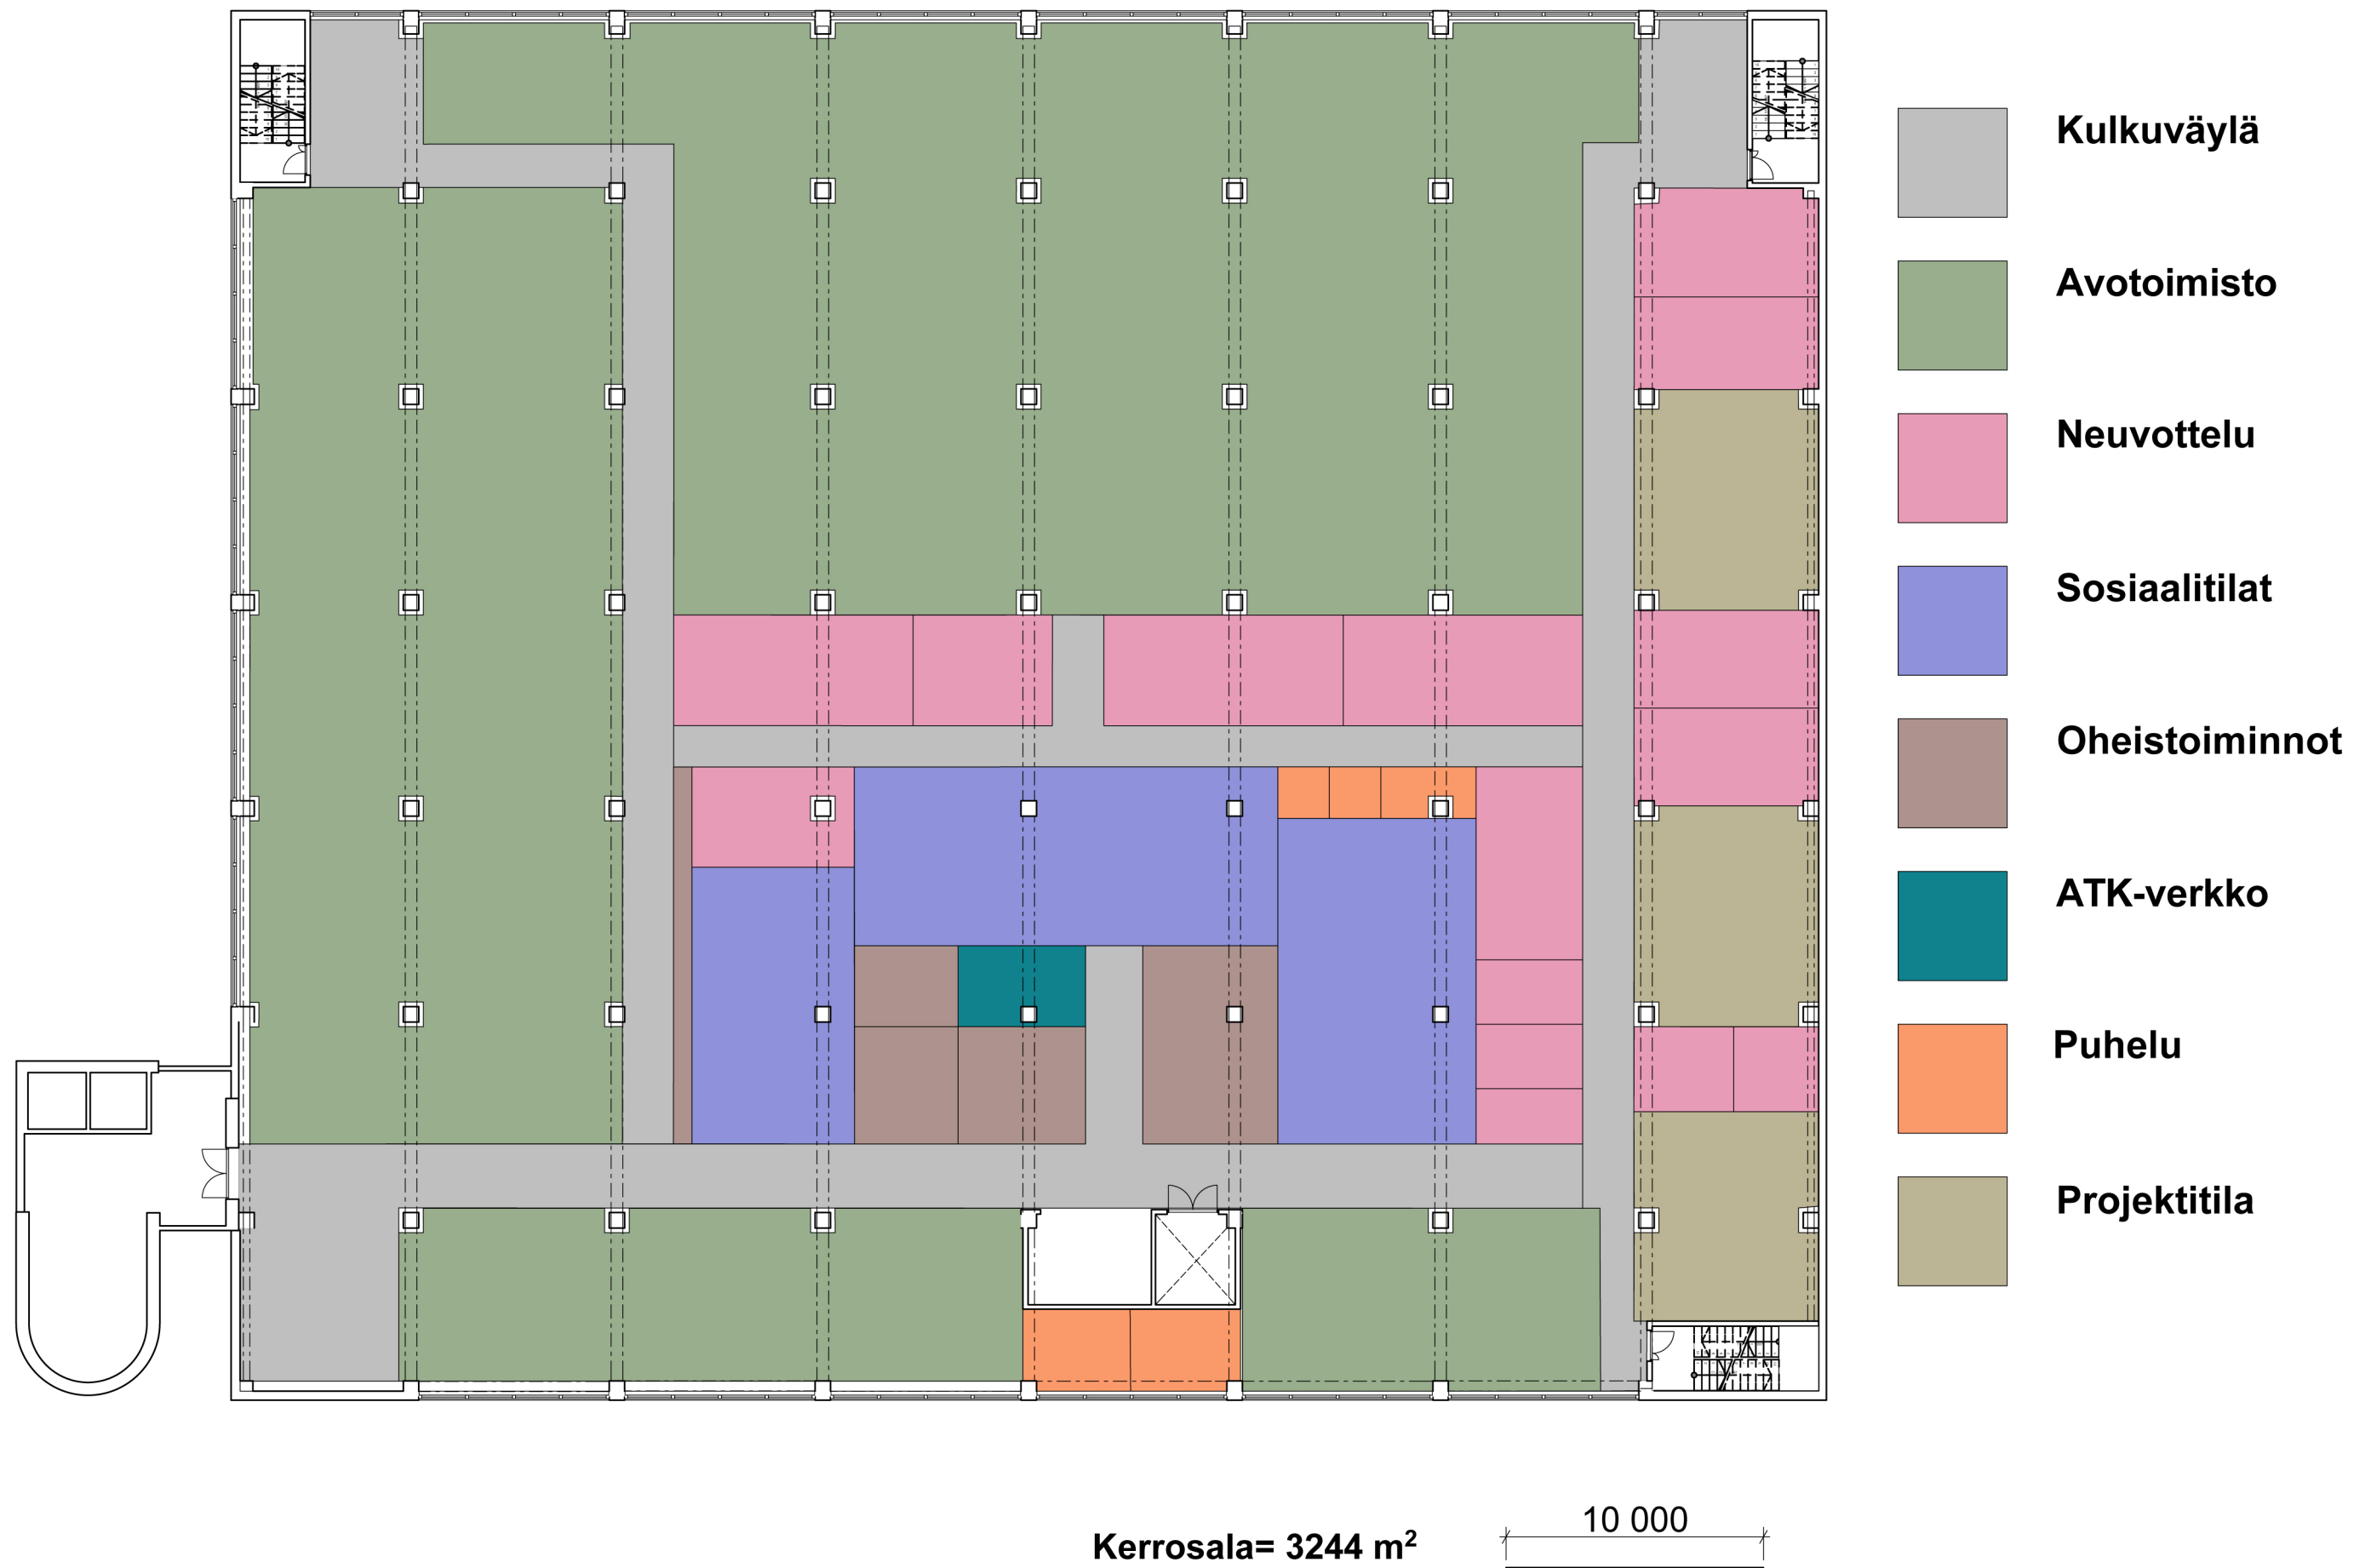 Kulkuväylä
Avotoimisto
Neuvottelu
Sosiaalitilat
Oheistoiminnot
ATK-verkko
Puhelu
Projektitila
10 000
Kerrosala= 3244 m²